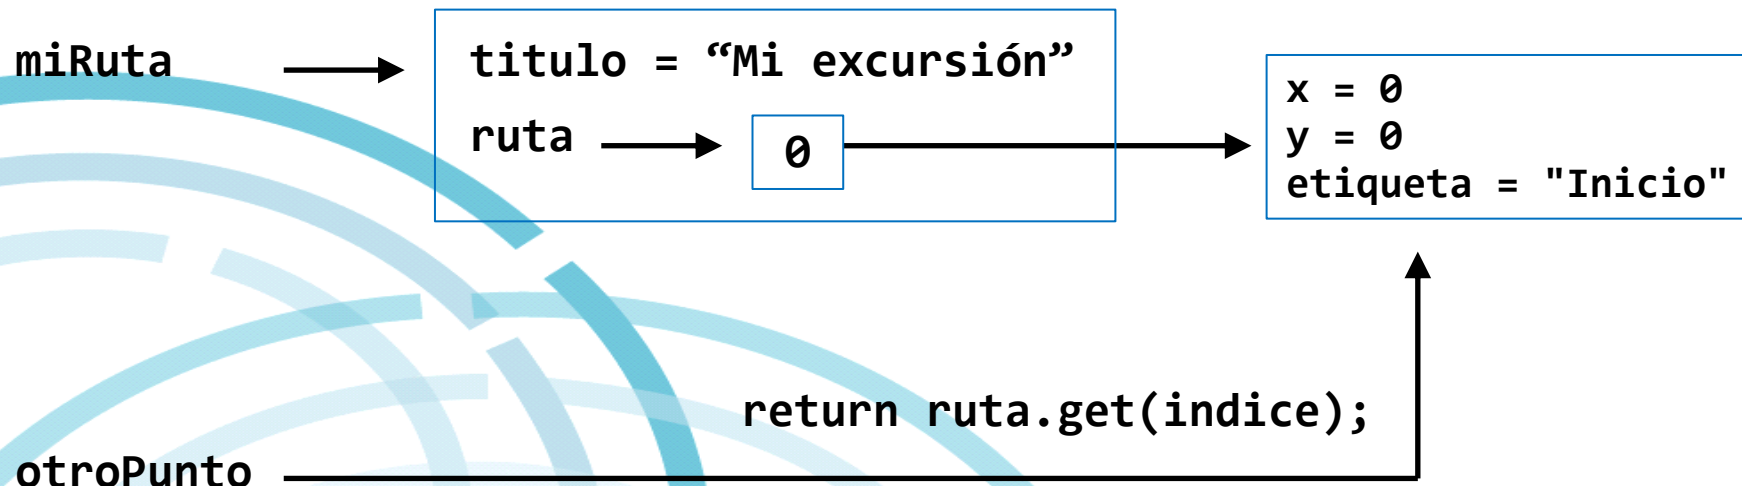 miRuta
titulo = “Mi excursión”
ruta
0
x = 0
y = 0
etiqueta = "Inicio"
return ruta.get(indice);
otroPunto